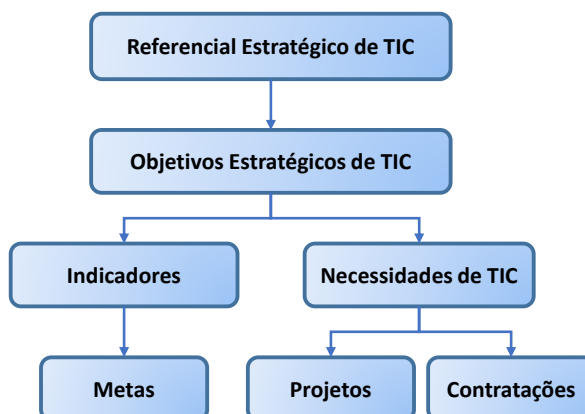 Referencial Estratégico de TIC
Objetivos Estratégicos de TIC
Indicadores
Necessidades de TIC
Metas
Projetos
Contratações